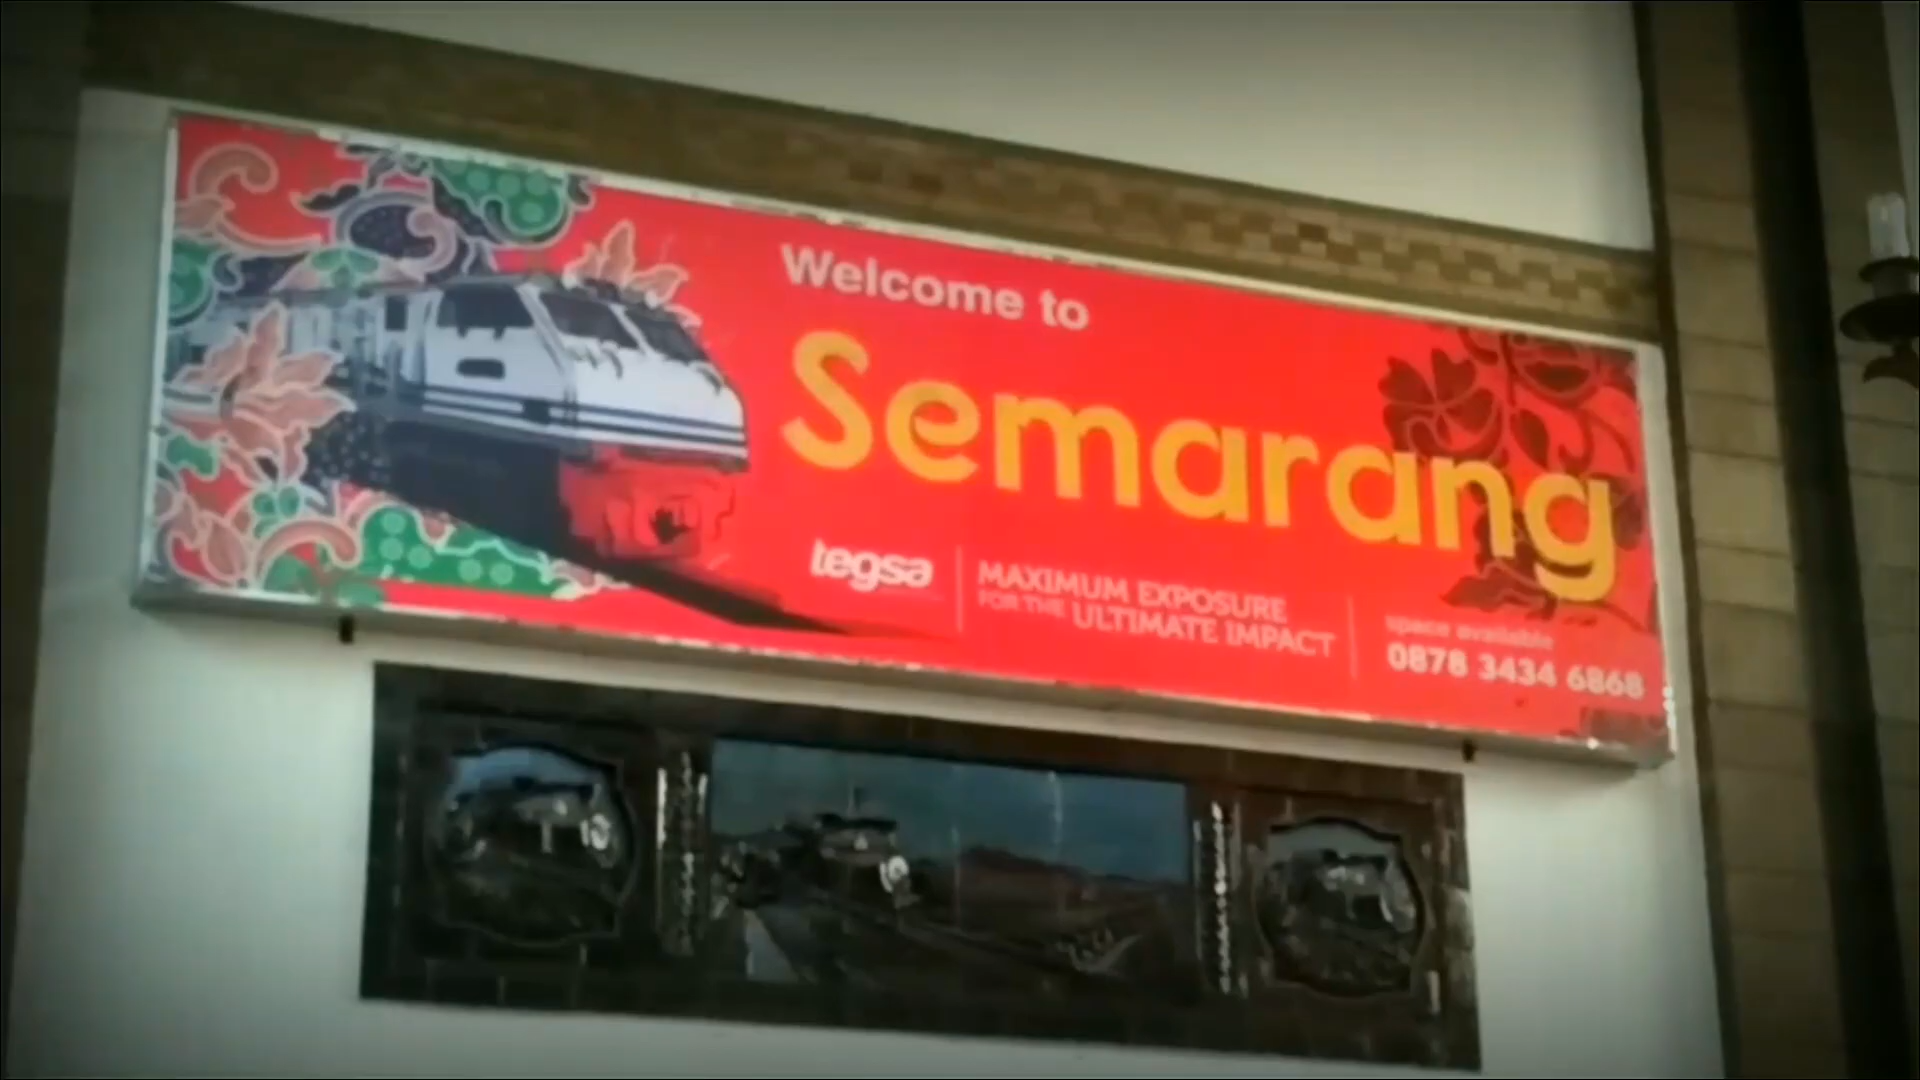 Welcome to
Semarang
tegsa
MAXIMUM EXPOSURE
FOR THE ULTIMATE IMPACT
space available
0878 3434 6868